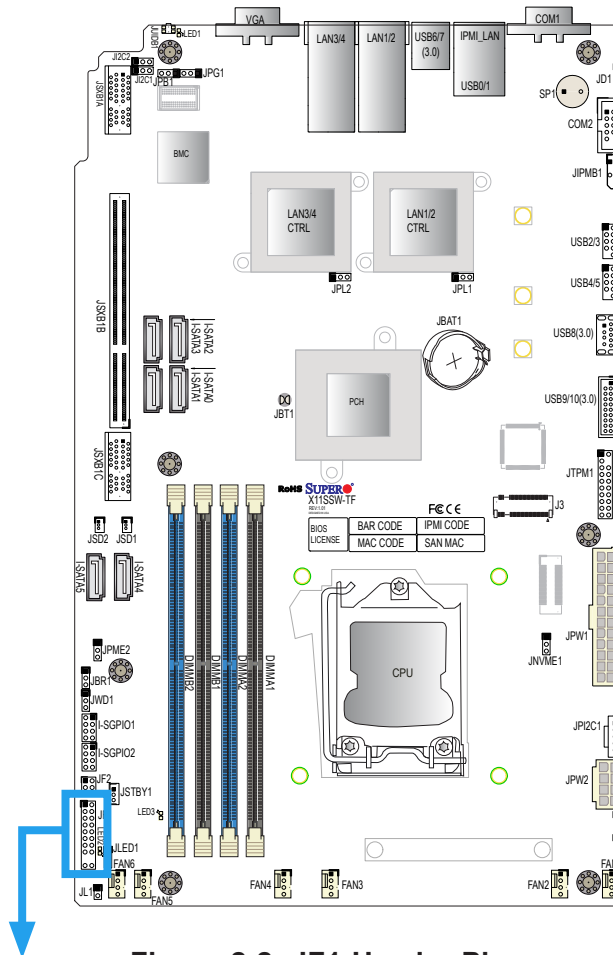 VGA
COM1
LED1
JUIDB1
LAN3/4
LAN1/2
USB6/7
(3.0)
IPMI_LAN
USB0/1
JI2C2
JI2C1
JPB1
JPG1
JD1
SP1
JSXB1A
COM2
BMC
JIPMB1
LAN3/4
CTRL
LAN1/2
CTRL
USB2/3
JPL2
JPL1
USB4/5
JSXB1B
I-SATA2
I-SATA3
JBAT1
USB8(3.0)
I-SATA0
I-SATA1
PCH
JBT1
USB9/10(3.0)
JSXB1C
JTPM1
RoHS SUPER
X11SSW-TF
REV:1.01
J3
BIOS
LICENSE
BAR CODE
IPMI CODE
MAC CODE
SAN MAC
JSD2
JSD1
I-SATA5
I-SATA4
DIMMB2
DIMMB1
DIMMA2
DIMMA1
JPW1
JPME2
JNVME1
JBR1
CPU
JWD1
I-SGPIO1
JPI2C1
I-SGPIO2
JF2
JSTBY1
JPW2
LED3
LED2
JLED1
FAN6
JL1
FAN5
FAN4
FAN3
FAN2